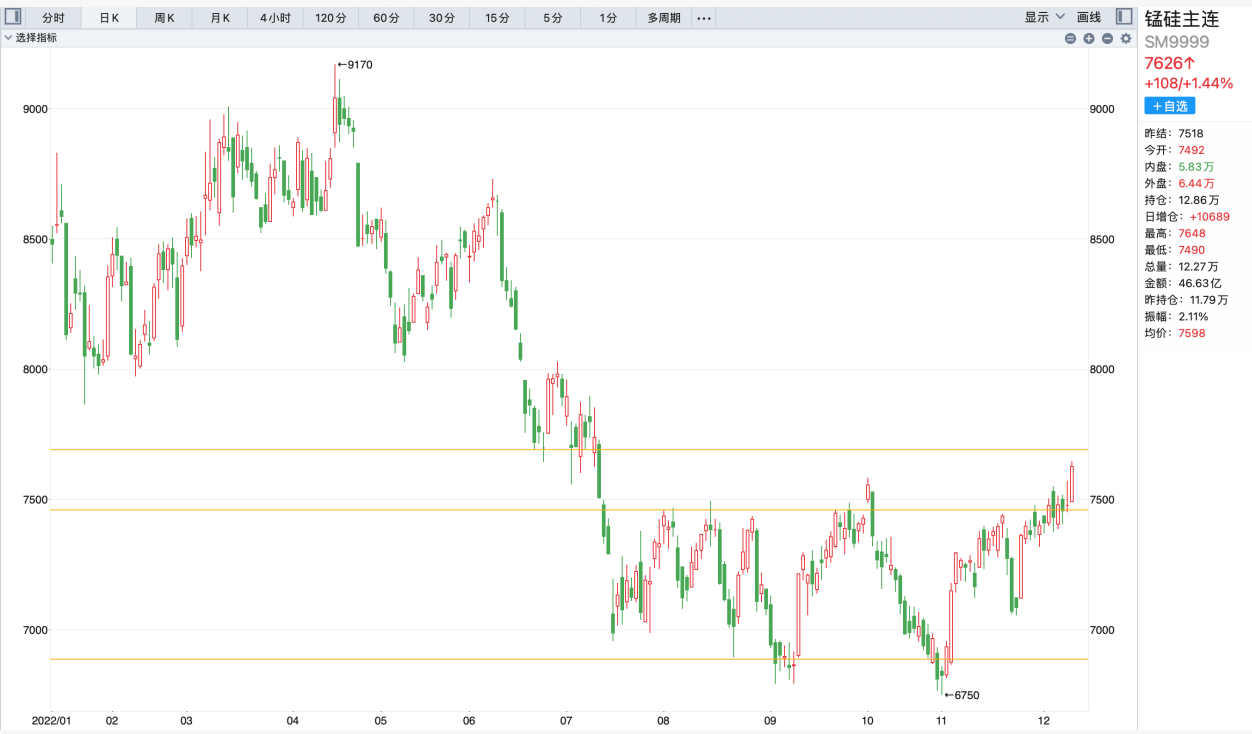 分时 日K 周K 月K 4小时 120分 60分 30分 15分 5分 1分 多周期 ··· 显示 画线
选择指标
锰硅主连
SM9999
7626↑
+108/+1.44%
+自选
昨结: 7518
今开: 7492
内盘: 5.83万
外盘: 6.44万
持仓: 12.86万
日增仓: +10689
最高: 7648
最低: 7490
总量: 12.27万
金额: 46.63亿
昨持仓: 11.79万
振幅: 2.11%
均价: 7598
←9170
9000 9000
8500 8500
8000 8000
7500 7500
7000 7000
←6750
2022/01 02 03 04 05 06 07 08 09 10 11 12